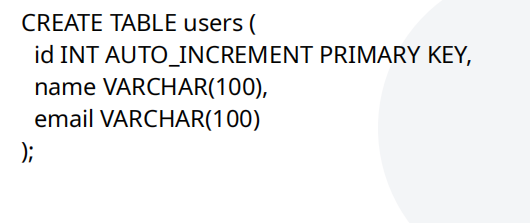 CREATE TABLE users (
id INT AUTO_INCREMENT PRIMARY KEY,
name VARCHAR(100),
email VARCHAR(100)
);